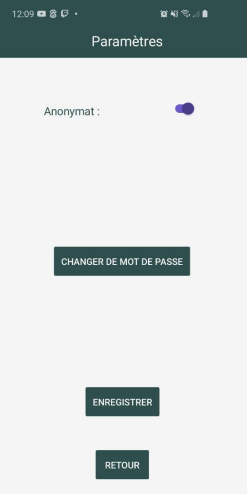 12:09
Paramètres
Anonymat :
CHANGER DE MOT DE PASSE
ENREGISTRER
RETOUR